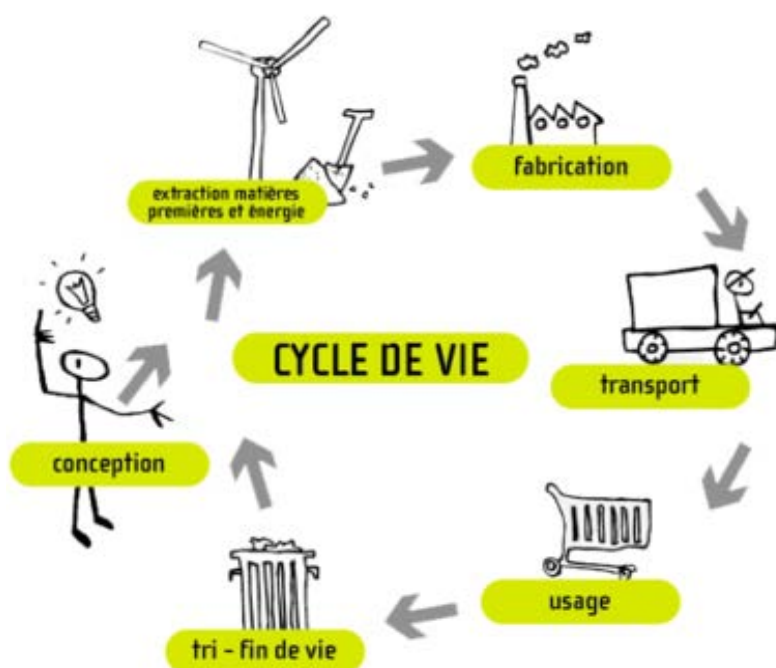 extraction matières
premières et énergie
fabrication
CYCLE DE VIE
transport
conception
usage
tri - fin de vie